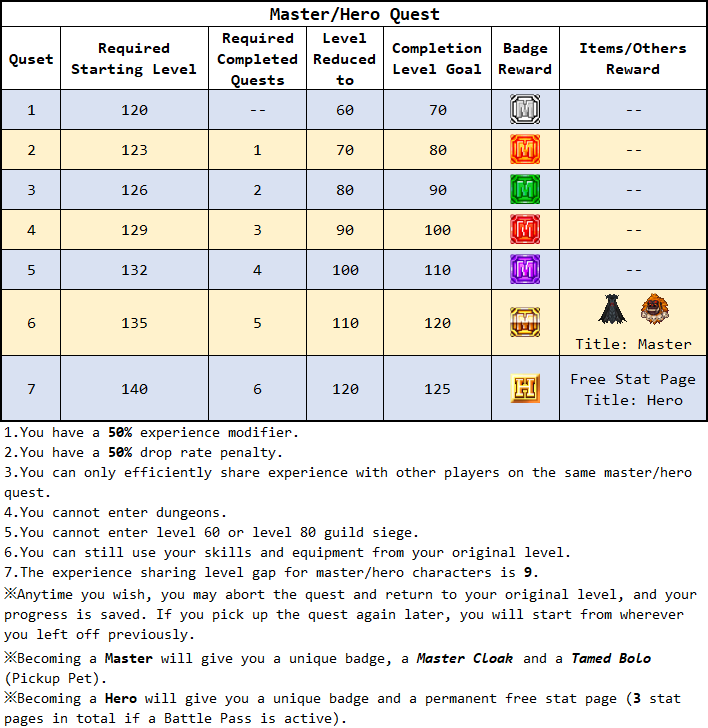 Master/Hero Quest
Quset Required Starting Level Required Completed Quests Level Reduced to Completion Level Goal Badge Reward Items/Others Reward
1 120 -- 60 70 M --
2 123 1 70 80 M --
3 126 2 80 90 M --
4 129 3 90 100 M --
5 132 4 100 110 M --
6 135 5 110 120 M Title: Master
7 140 6 120 125 H Free Stat Page Title: Hero
1.You have a 50% experience modifier.
2.You have a 50% drop rate penalty.
3.You can only efficiently share experience with other players on the same master/hero
quest.
4.You cannot enter dungeons.
5.You cannot enter level 60 or level 80 guild siege.
6.You can still use your skills and equipment from your original level.
7.The experience sharing level gap for master/hero characters is 9.
※Anytime you wish, you may abort the quest and return to your original level, and your
progress is saved. If you pick up the quest again later, you will start from wherever
you left off previously.
※Becoming a Master will give you a unique badge, a Master Cloak and a Tamed Bolo
(Pickup Pet).
※Becoming a Hero will give you a unique badge and a permanent free stat page (3 stat
pages in total if a Battle Pass is active).